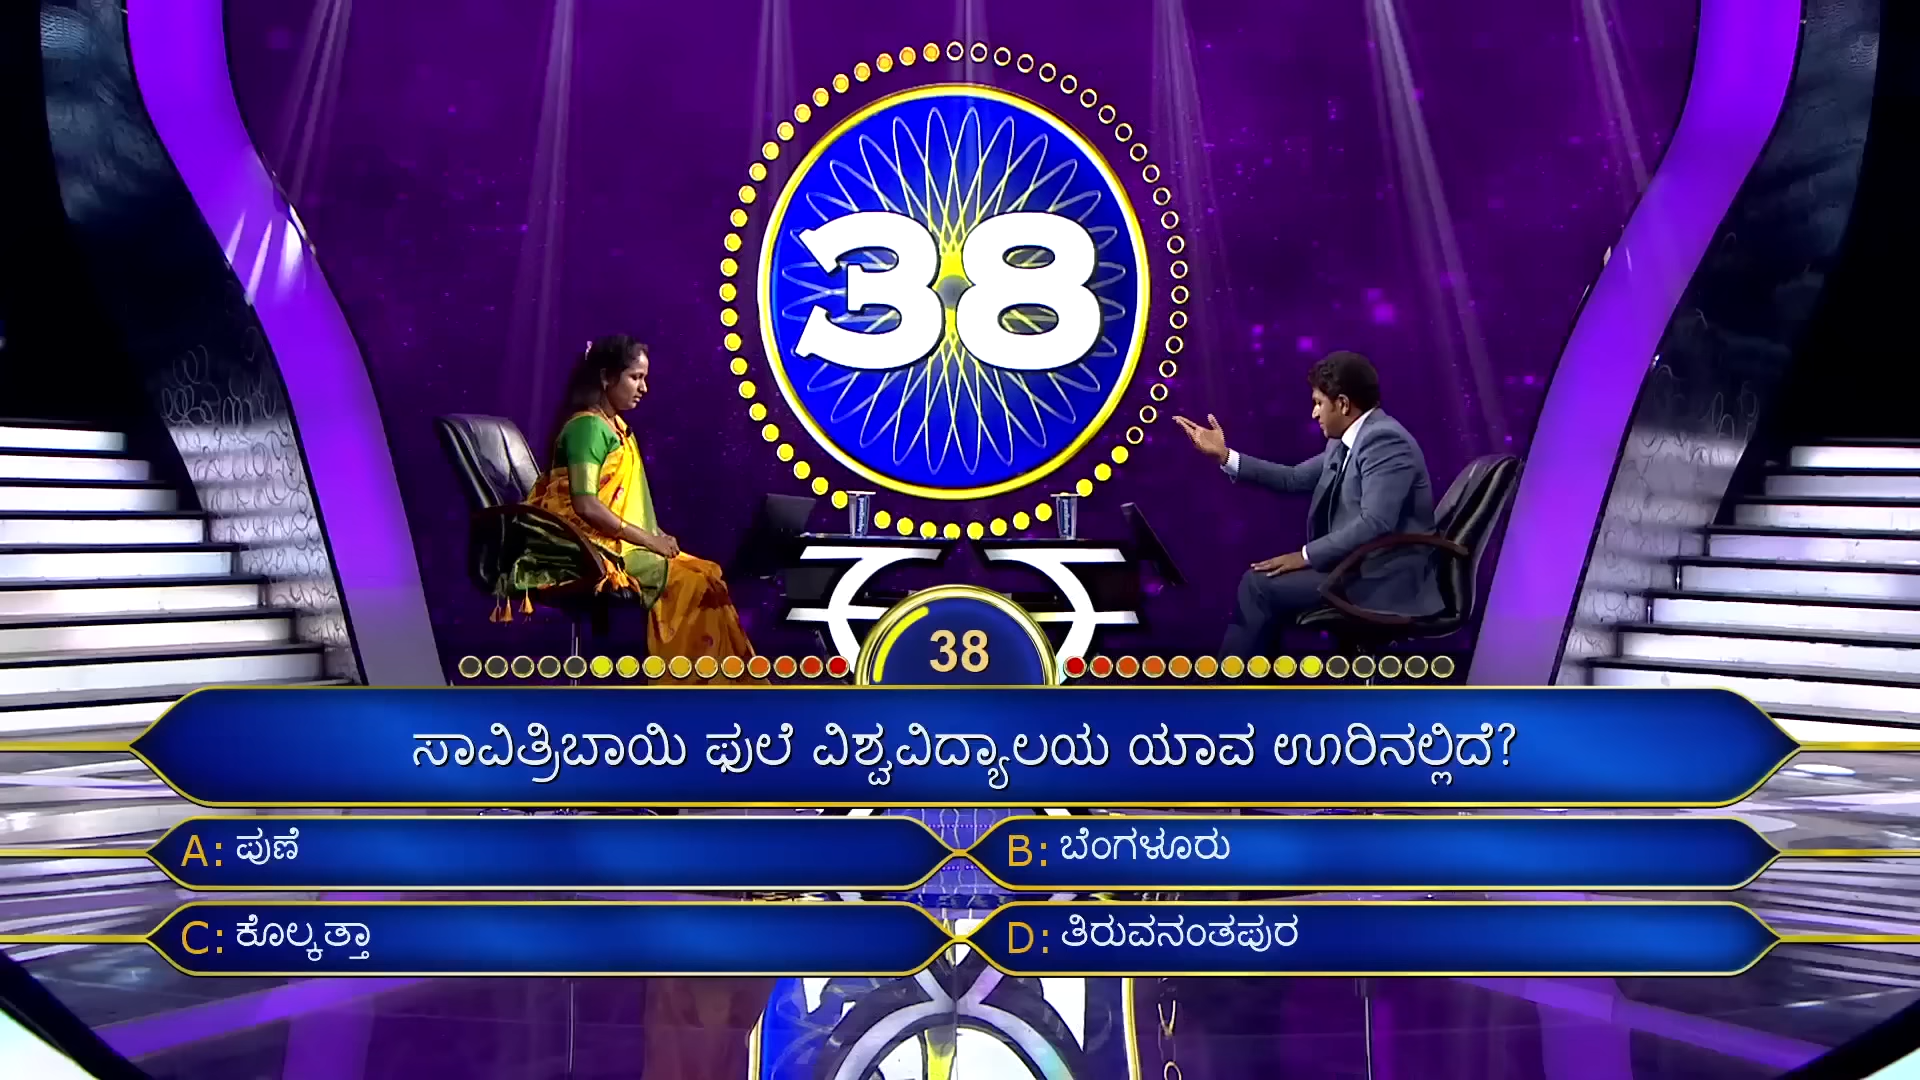 38
38
ಸಾವಿತ್ರಿಬಾಯಿ ಫುಲೆ ವಿಶ್ವವಿದ್ಯಾಲಯ ಯಾವ ಊರಿನಲ್ಲಿದೆ?
A: ಪುಣೆ
B: ಬೆಂಗಳೂರು
C: ಕೊಲ್ಕತ್ತಾ
D: ತಿರುವನಂತಪುರ